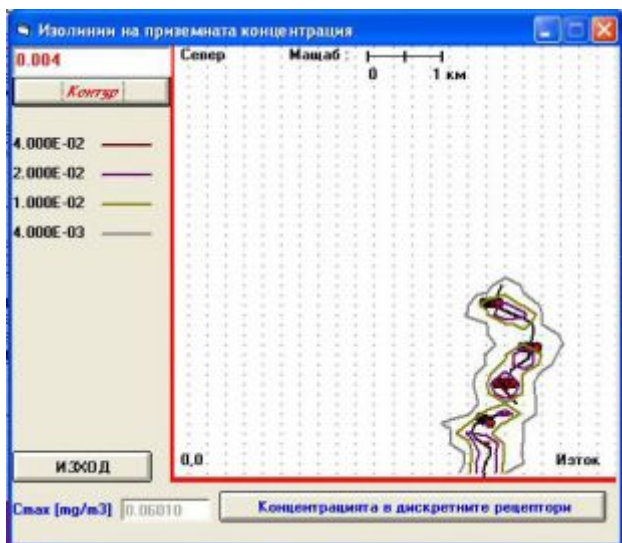 Изолинии на приземната концентрация
0.004
Север
Мащаб :
0
1 км
Контур
4.000E-02
2.000E-02
1.000E-02
4.000E-03
0,0
Изток
ИЗХОД
Cmax [mg/m3]
0.06010
Концентрацията в дискретните рецептори